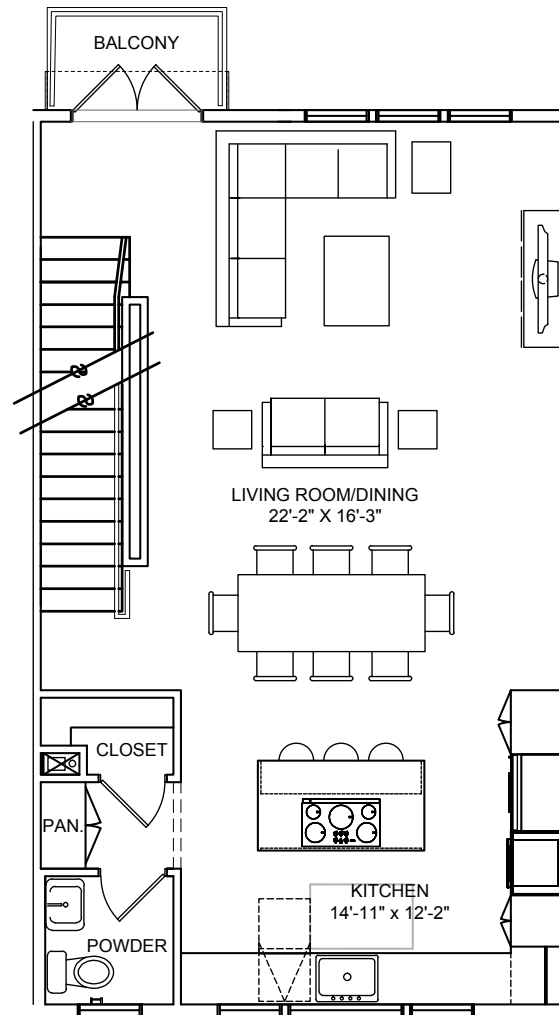 BALCONY
LIVING ROOM/DINING
22'-2" X 16'-3"
CLOSET
PAN.
KITCHEN
14'-11" x 12'-2"
POWDER